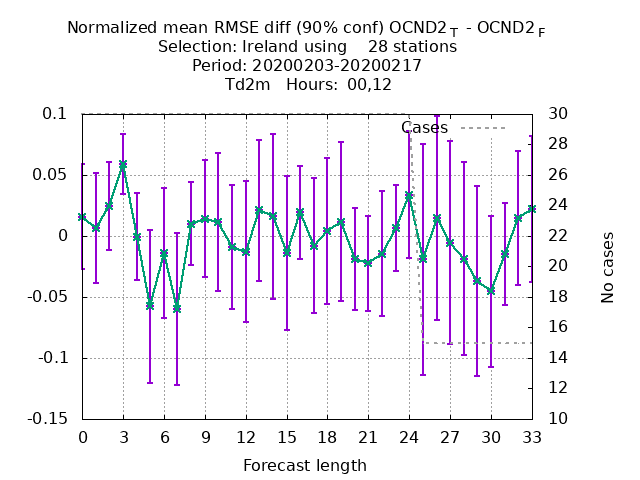 Normalized mean RMSE diff (90% conf) OCND2 T - OCND2 F
Selection: Ireland using 28 stations
Period: 20200203-20200217
Td2m Hours: 00,12
0.1
0.05
0
-0.05
-0.1
-0.15
Cases
30
28
26
24
22
20
18
16
14
12
10
No cases
0 3 6 9 12 15 18 21 24 27 30 33
Forecast length